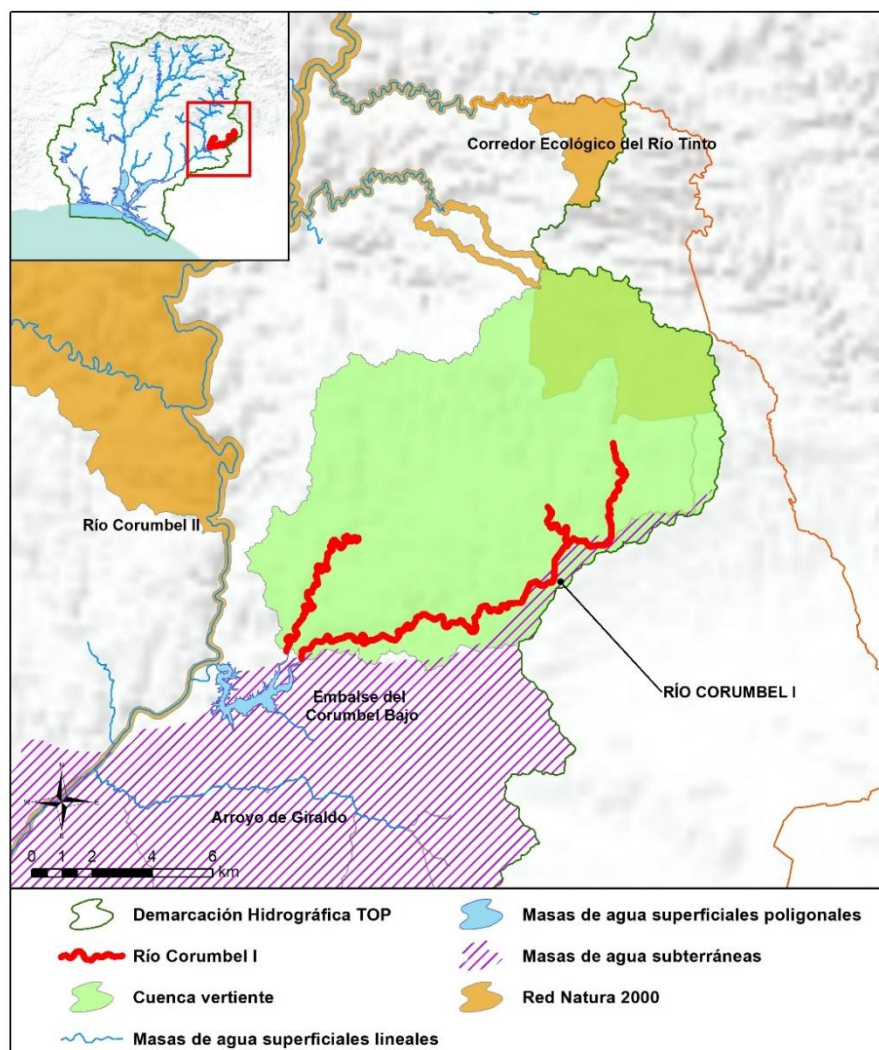 Corredor Ecológico del Río Tinto
Río Corumbel II
RÍO CORUMBEL I
Embalse del
Corumbel Bajo
Arroyo de Giraldo
N
W
E
S
0 1 2 4 6
km
Demarcación Hidrográfica TOP
Masas de agua superficiales poligonales
Río Corumbel I
Masas de agua subterráneas
Cuenca vertiente
Red Natura 2000
Masas de agua superficiales lineales